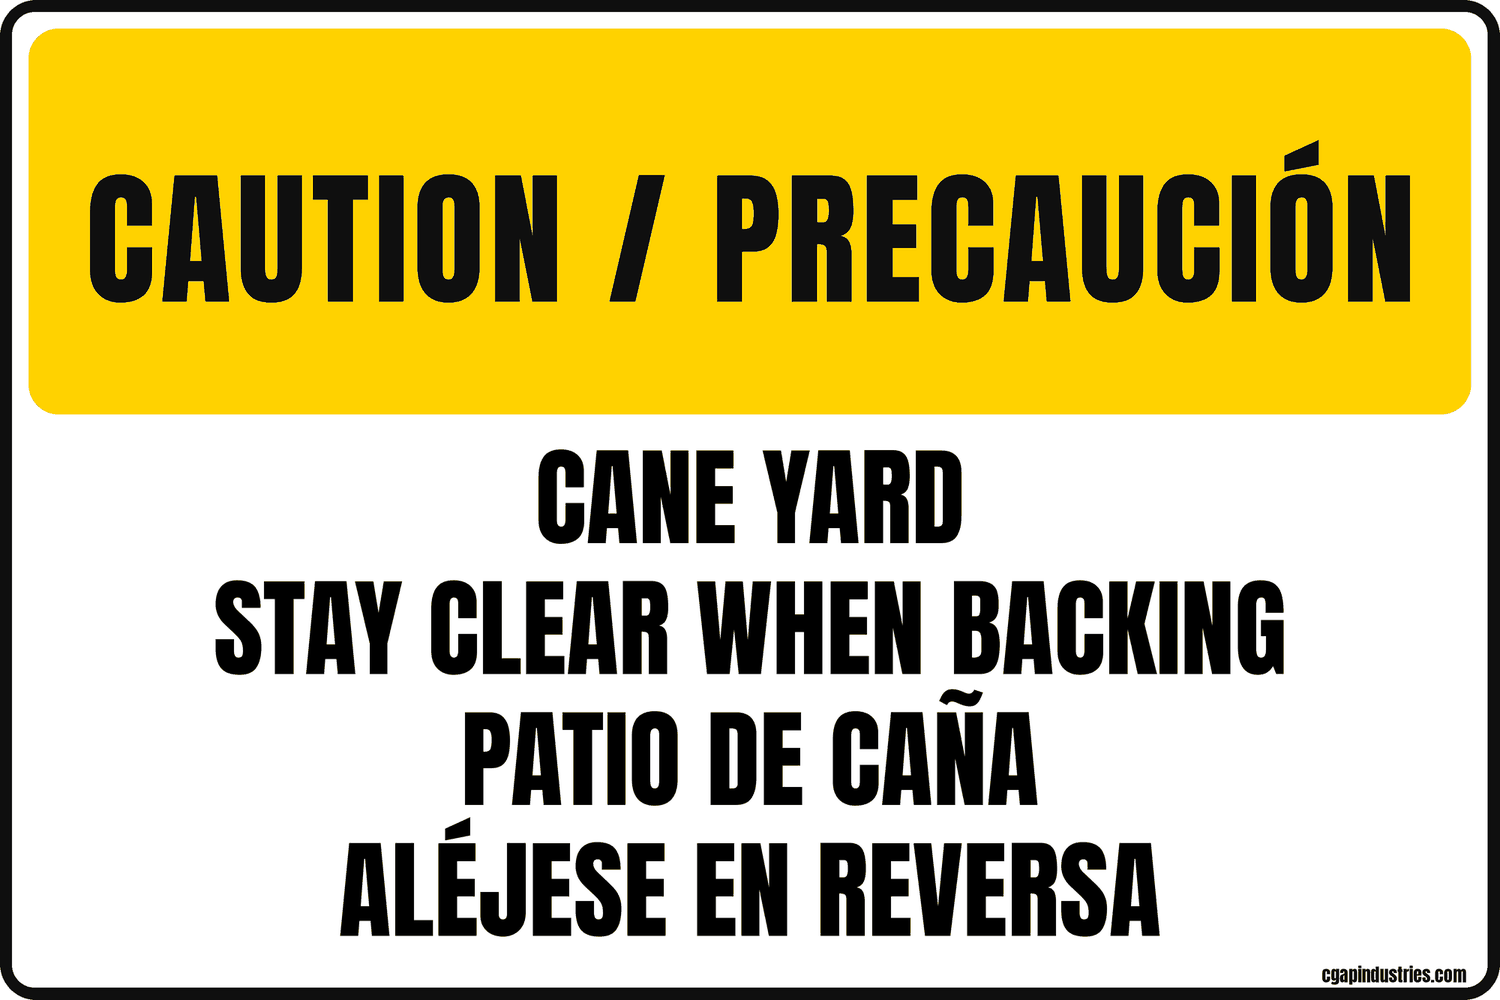 CAUTION / PRECAUCIÓN
CANE YARD
STAY CLEAR WHEN BACKING
PATIO DE CAÑA
ALÉJESE EN REVERSA
cgapindustries.com